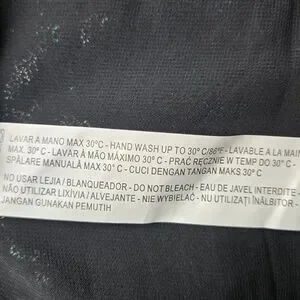 LAVAR A MANO MAX 30°C - HAND WASH UP TO 30°C/86°F - LAVABLE A LA MAIN
MAX. 30°C - LAVAR À MÃO MÁXIMO 30°C - PRAĆ RĘCZNIE W TEMP DO 30°C -
SPĂLARE MANUALĂ MAX 30°C - CUCI DENGAN TANGAN MAKS 30°C
NO USAR LEJIA / BLANQUEADOR - DO NOT BLEACH - EAU DE JAVEL INTERDITE -
NÃO UTILIZAR LIXÍVIA / ALVEJANTE - NIE WYBIELAĆ - NU UTILIZAȚI ÎNĂLBITOR -
JANGAN GUNAKAN PEMUTIH